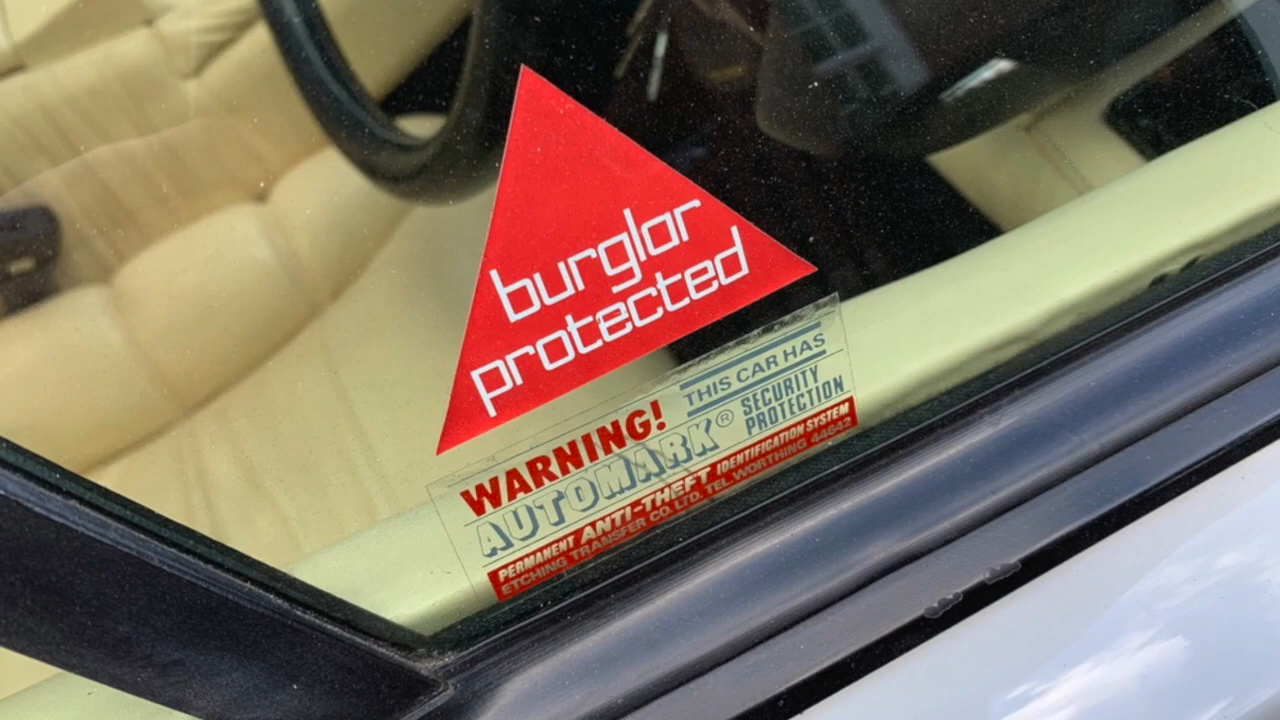 burglar
protected
WARNING! THIS CAR HAS
AUTOMARK® SECURITY PROTECTION
PERMANENT ANTI-THEFT IDENTIFICATION SYSTEM
ETCHING TRANSFER CO. LTD. TEL. WORTHING 44642